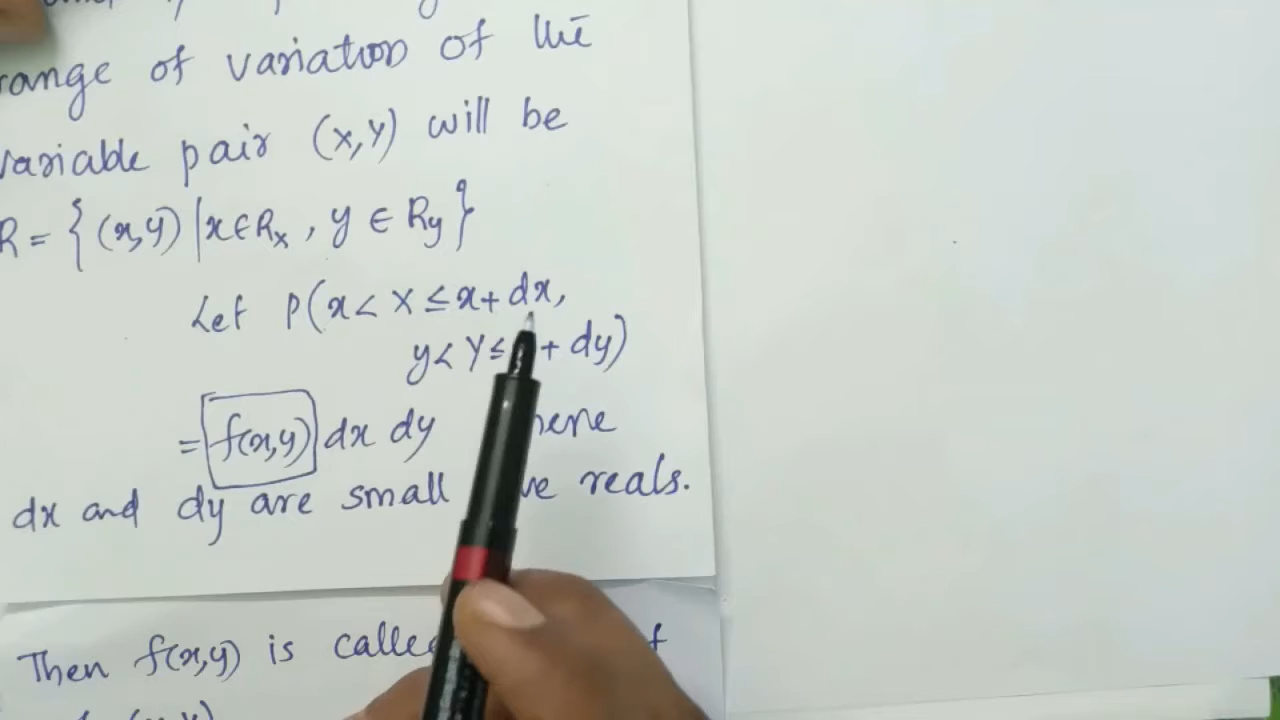 range of variation of the
variable pair (X,Y) will be
R = { (x,y) | x ∈ Rx , y ∈ Ry }
Let P(x < X ≤ x + dx,
y < Y ≤ + dy)
= f(x,y) dx dy
dx and dy are small reals.
Then f(x,y) is
(X,Y)